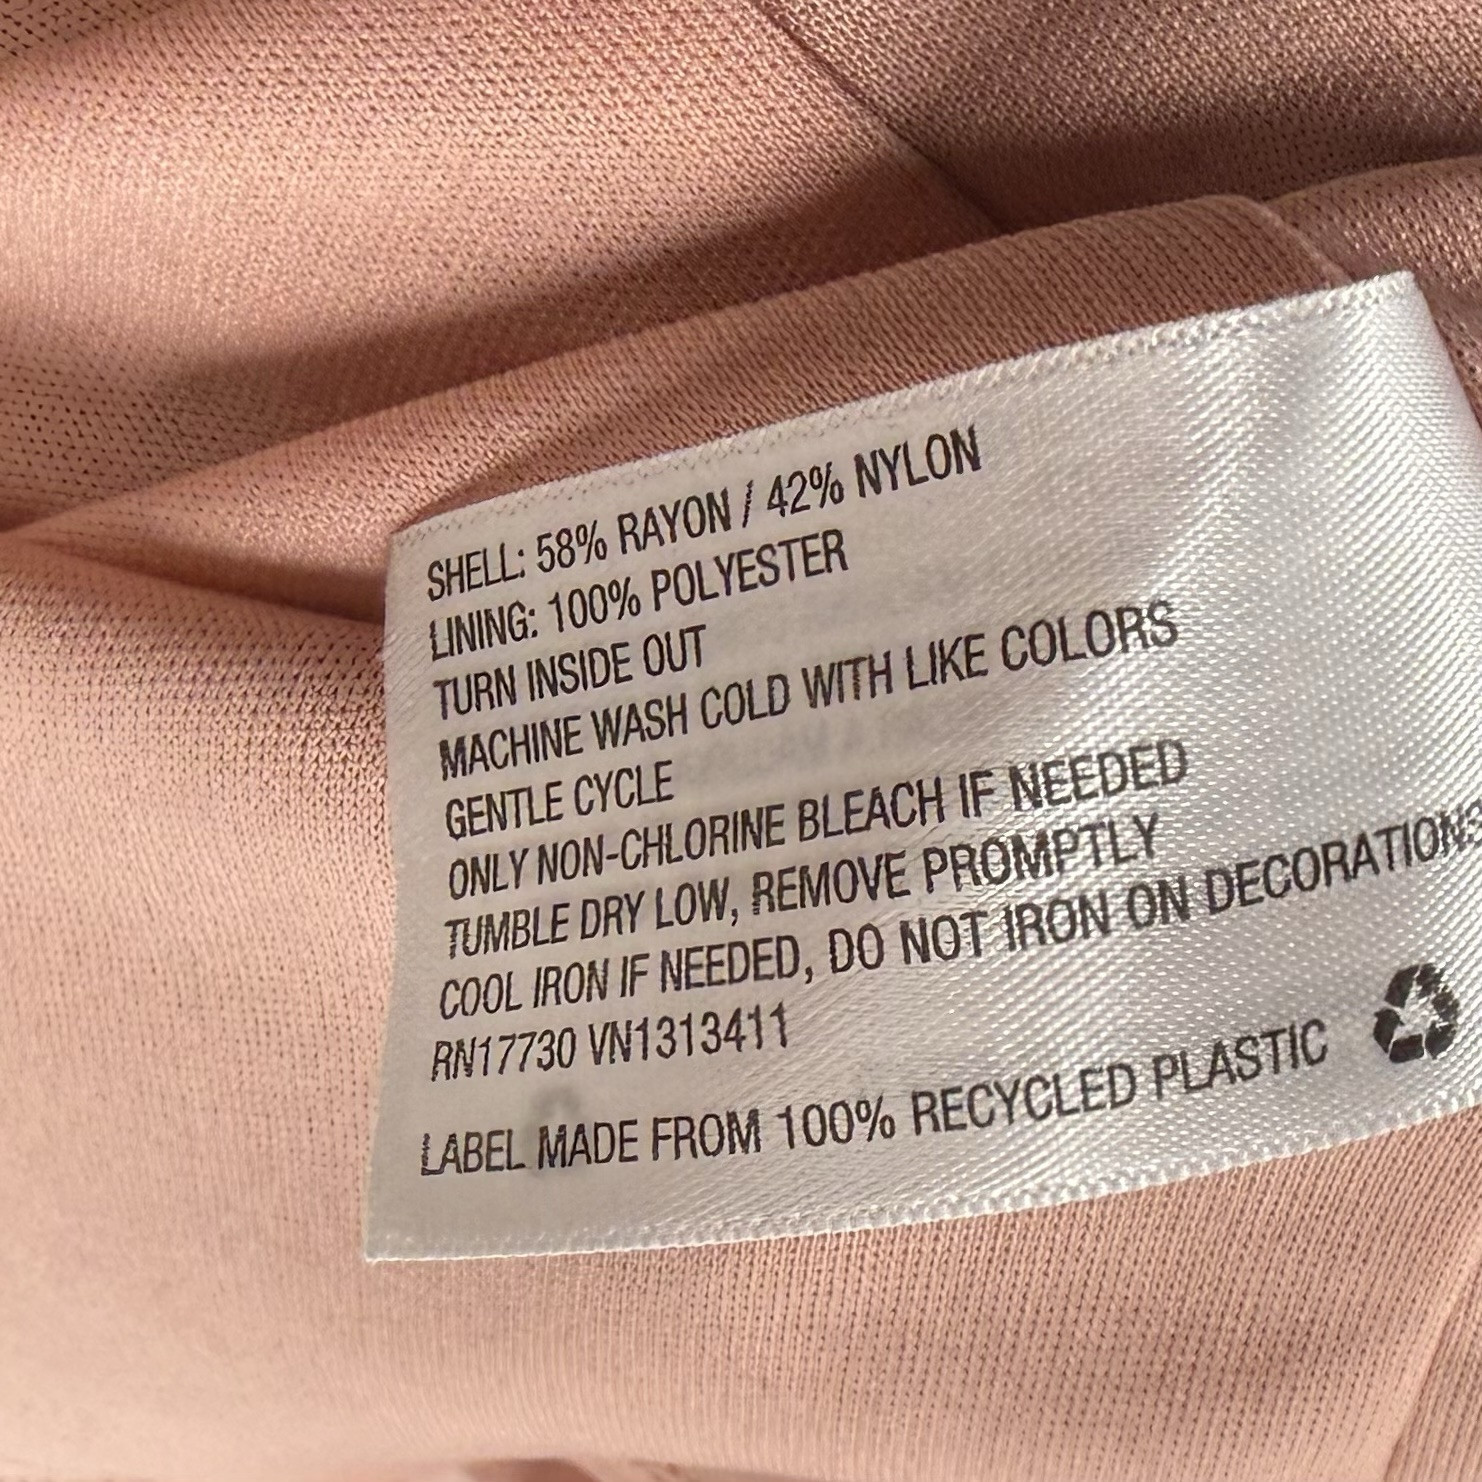 SHELL: 58% RAYON / 42% NYLON
LINING: 100% POLYESTER
TURN INSIDE OUT
MACHINE WASH COLD WITH LIKE COLORS
GENTLE CYCLE
ONLY NON-CHLORINE BLEACH IF NEEDED
TUMBLE DRY LOW, REMOVE PROMPTLY
COOL IRON IF NEEDED, DO NOT IRON ON DECORATIONS
RN17730 VN1313411
LABEL MADE FROM 100% RECYCLED PLASTIC